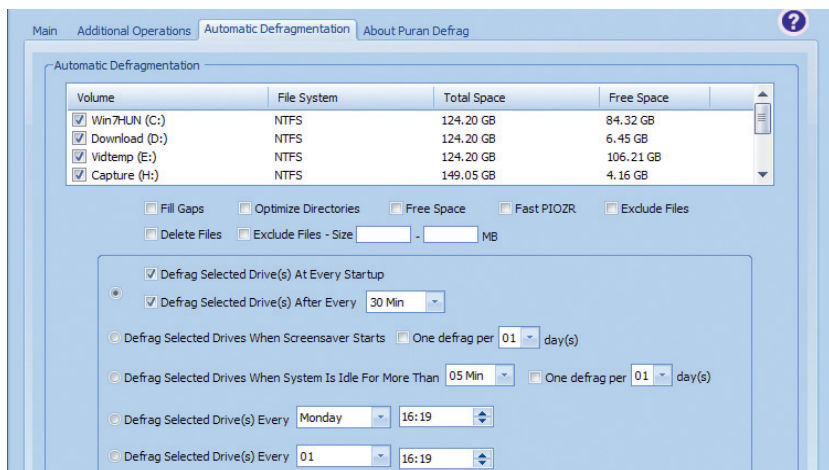 Main Additional Operations Automatic Defragmentation About Puran Defrag ?
Automatic Defragmentation
Volume File System Total Space Free Space
Win7HUN (C:) NTFS 124.20 GB 84.32 GB
Download (D:) NTFS 124.20 GB 6.45 GB
Vidtemp (E:) NTFS 124.20 GB 106.21 GB
Capture (H:) NTFS 149.05 GB 4.16 GB
Fill Gaps Optimize Directories Free Space Fast PIOZR Exclude Files
Delete Files Exclude Files - Size - MB
Defrag Selected Drive(s) At Every Startup
Defrag Selected Drive(s) After Every 30 Min
Defrag Selected Drives When Screensaver Starts One defrag per 01 day(s)
Defrag Selected Drives When System Is Idle For More Than 05 Min One defrag per 01 day(s)
Defrag Selected Drive(s) Every Monday 16:19
Defrag Selected Drive(s) Every 01 16:19